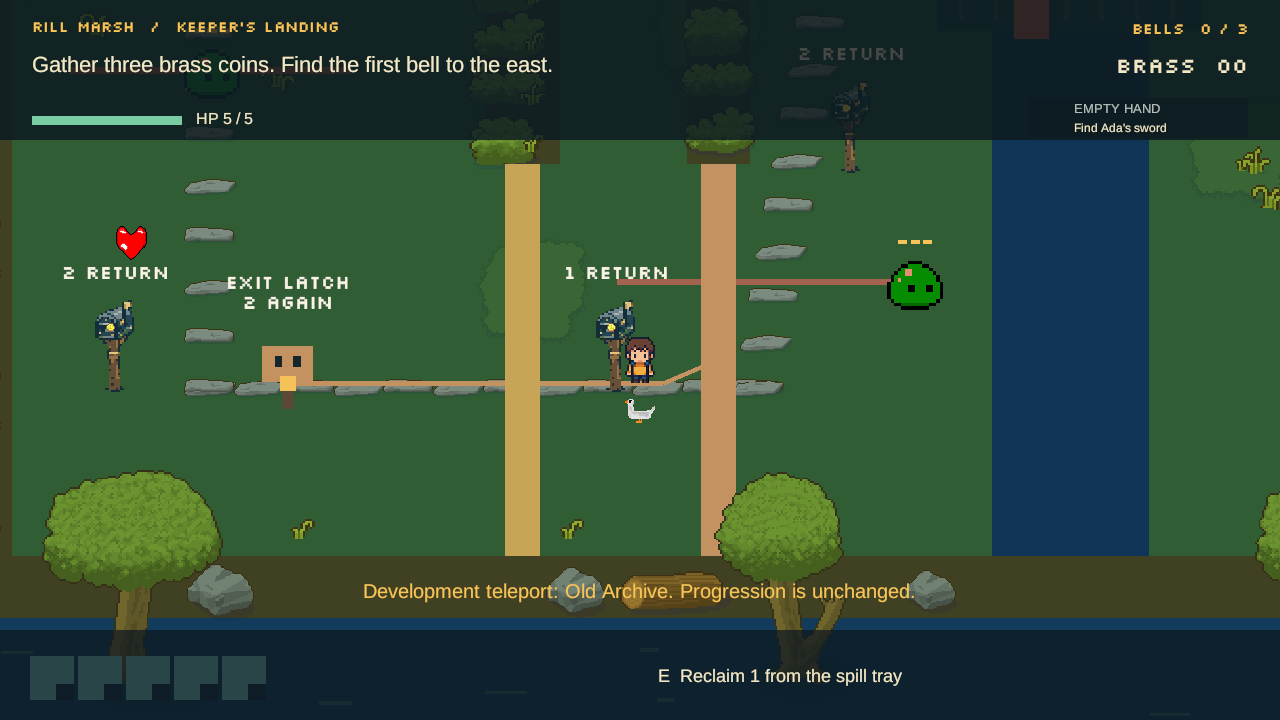 RILL MARSH / KEEPER'S LANDING
Gather three brass coins. Find the first bell to the east.
HP 5 / 5
BELLS 0 / 3
BRASS 00
EMPTY HAND
Find Ada's sword
2 RETURN
2 RETURN
EXIT LATCH
2 AGAIN
1 RETURN
Development teleport: Old Archive. Progression is unchanged.
E Reclaim 1 from the spill tray